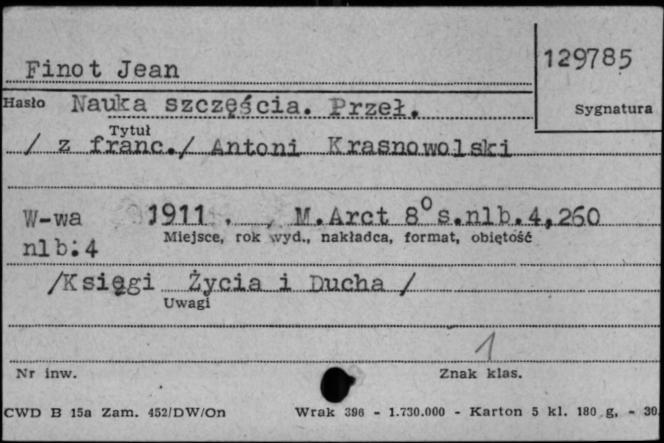 Finot Jean
129785
Hasło Nauka szczęścia. Przeł.
Sygnatura
Tytuł
/ z franc./ Antoni Krasnowolski
W-wa 1911. M.Arct 8° s.nlb.4,260
Miejsce, rok wyd., nakładca, format, objętość
nlb.4
/Księgi Życia i Ducha /
Uwagi
1
Nr inw.
Znak klas.
CWD B 15a Zam. 452/DW/On Wrak 396 - 1.730.000 - Karton 5 kl. 180 g, - 30